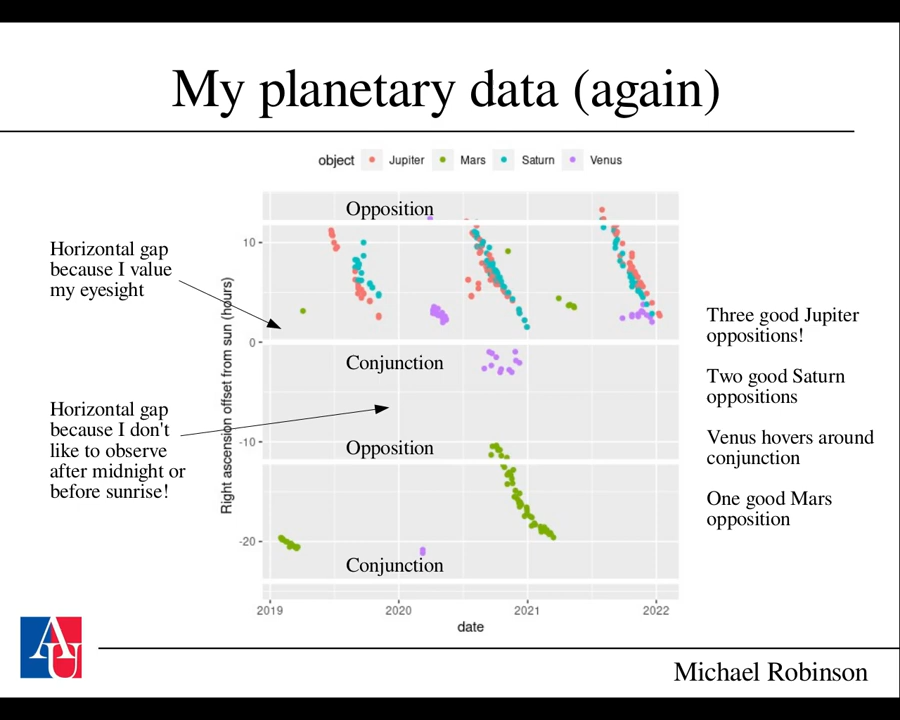 My planetary data (again)
object Jupiter Mars Saturn Venus
Opposition
Horizontal gap
because I value
my eyesight
Horizontal gap
because I don't
like to observe
after midnight or
before sunrise!
Right ascension offset from sun (hours)
10
0
-10
-20
Conjunction
Opposition
Conjunction
2019 2020 2021 2022
date
Three good Jupiter
oppositions!
Two good Saturn
oppositions
Venus hovers around
conjunction
One good Mars
opposition
AU
Michael Robinson